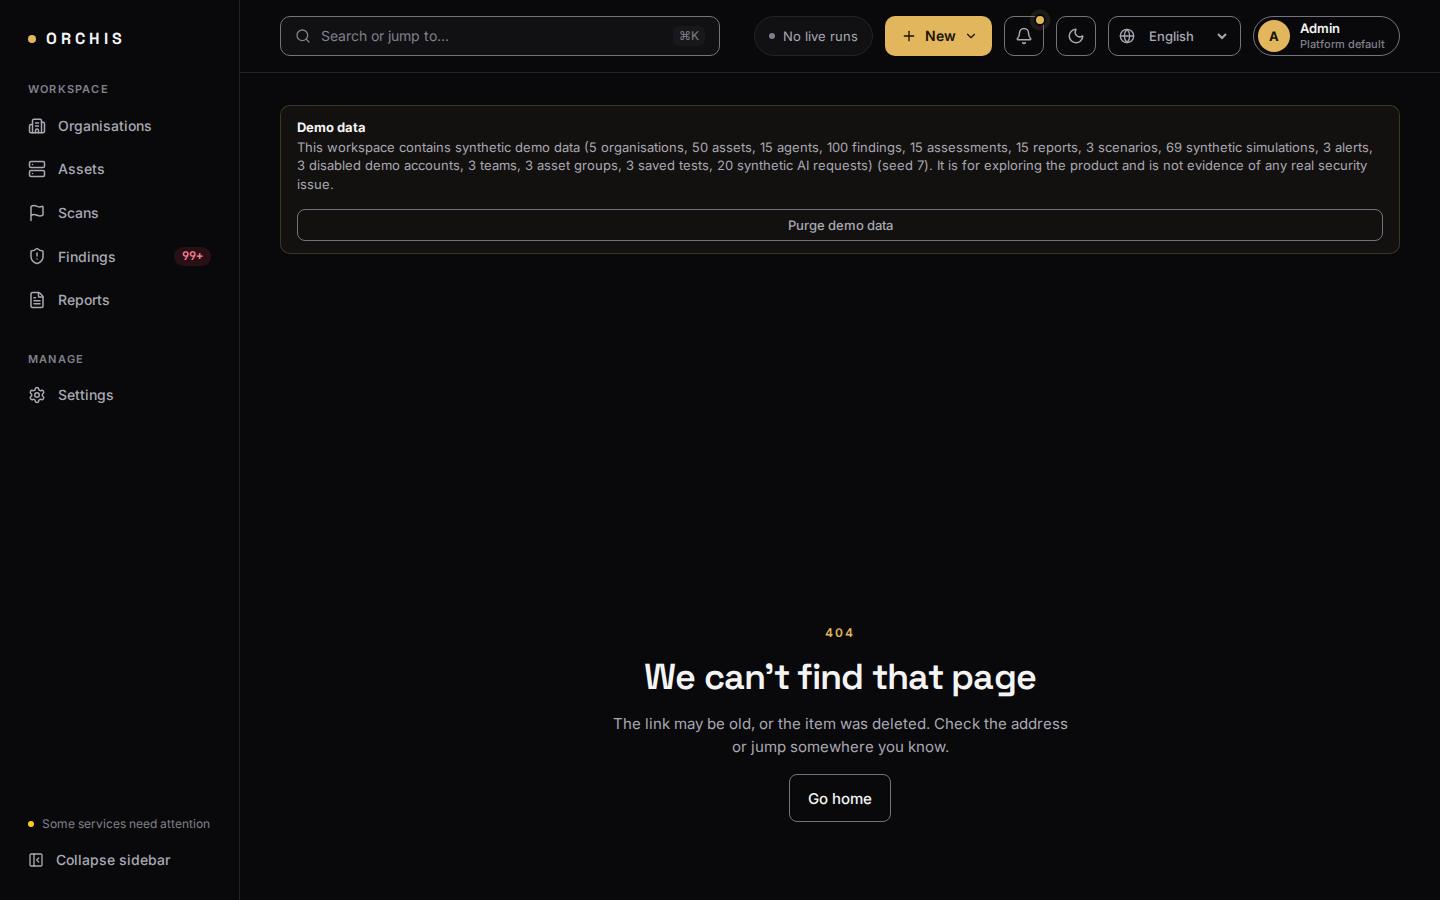 ORCHIS
Search or jump to...
⌘K
No live runs
New
English
A
Admin
Platform default
WORKSPACE
Organisations
Assets
Scans
Findings
99+
Reports
MANAGE
Settings
Demo data
This workspace contains synthetic demo data (5 organisations, 50 assets, 15 agents, 100 findings, 15 assessments, 15 reports, 3 scenarios, 69 synthetic simulations, 3 alerts,
3 disabled demo accounts, 3 teams, 3 asset groups, 3 saved tests, 20 synthetic AI requests) (seed 7). It is for exploring the product and is not evidence of any real security
issue.
Purge demo data
404
We can’t find that page
The link may be old, or the item was deleted. Check the address
or jump somewhere you know.
Go home
Some services need attention
Collapse sidebar